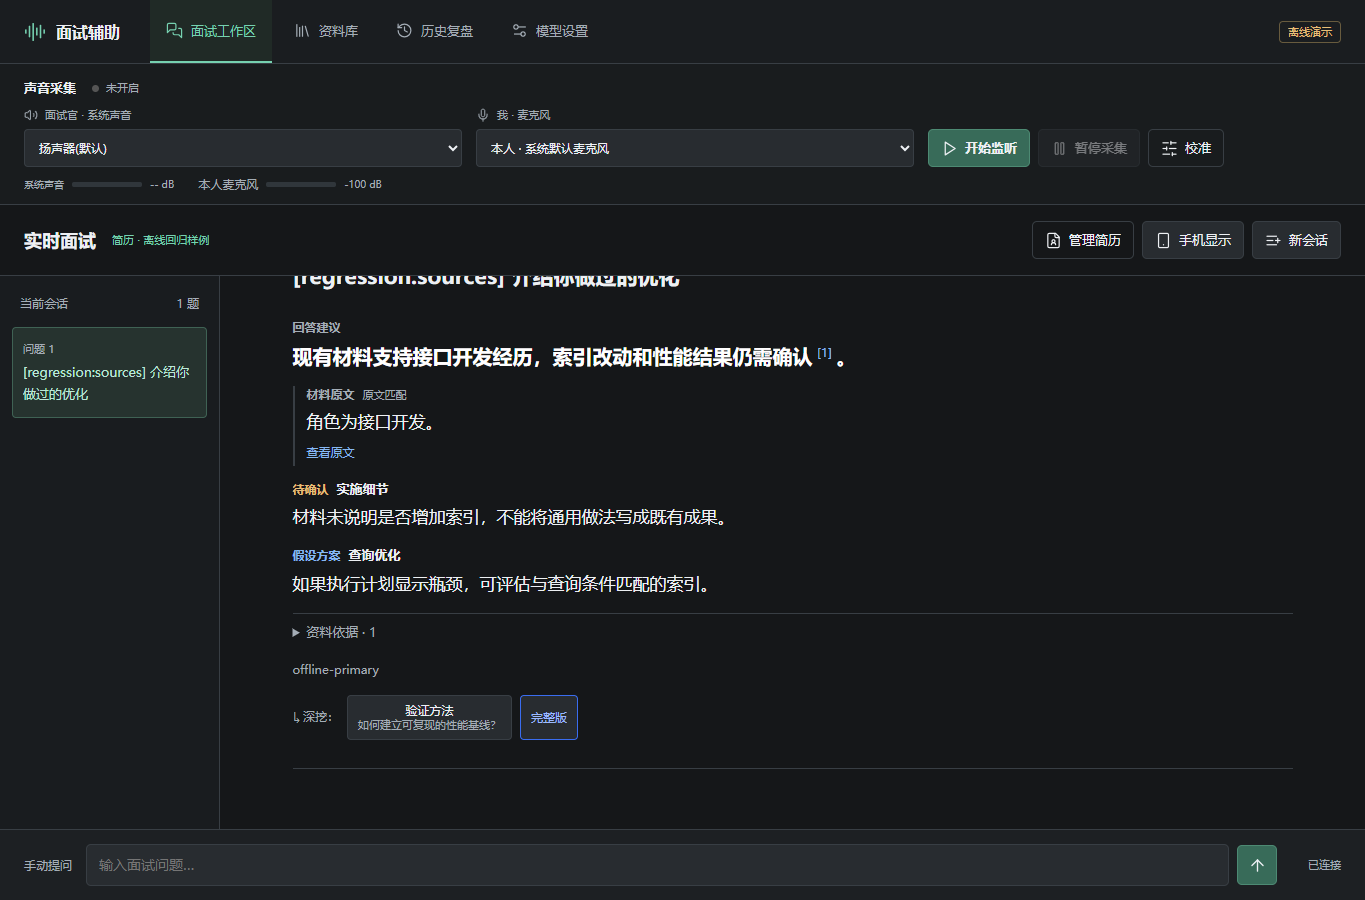 面试辅助
面试工作区
资料库
历史复盘
模型设置
离线演示
声音采集
未开启
面试官 · 系统声音
我 · 麦克风
扬声器(默认)
本人 · 系统默认麦克风
开始监听
暂停采集
校准
系统声音
-- dB
本人麦克风
-100 dB
实时面试
简历 · 离线回归样例
管理简历
手机显示
新会话
当前会话
1 题
问题 1
[regression:sources] 介绍你
做过的优化
[regression:sources] 介绍你做过的优化
回答建议
现有材料支持接口开发经历，索引改动和性能结果仍需确认 [1] 。
材料原文 原文匹配
角色为接口开发。
查看原文
待确认 实施细节
材料未说明是否增加索引，不能将通用做法写成既有成果。
假设方案 查询优化
如果执行计划显示瓶颈，可评估与查询条件匹配的索引。
资料依据 · 1
offline-primary
↳深挖：
验证方法
如何建立可复现的性能基线？
完整版
手动提问
输入面试问题...
已连接